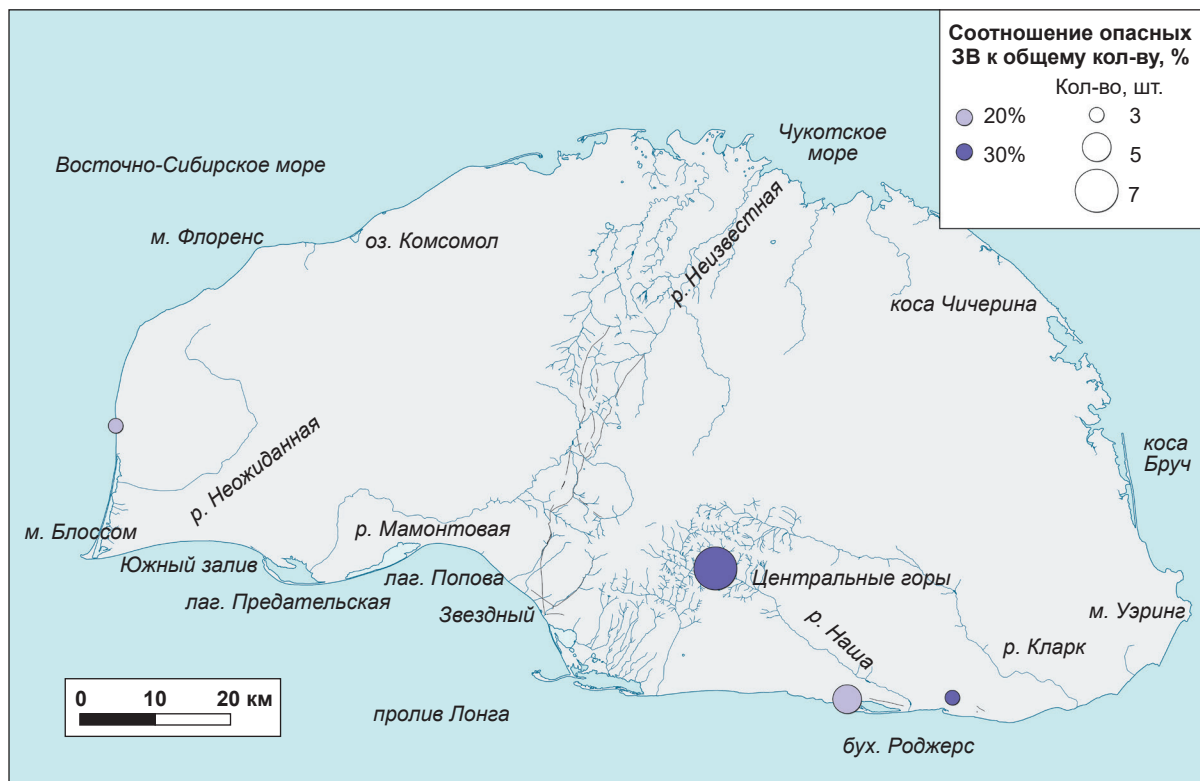 Соотношение опасных
ЗВ к общему кол-ву, %
Кол-во, шт.
20%
3
30%
5
7
Чукотское
море
Восточно-Сибирское море
м. Флоренс
оз. Комсомол
р. Неизвестная
коса Чичерина
коса
Бруч
р. Неожиданная
м. Блоссом
р. Мамонтовая
Южный залив
лаг. Попова
Центральные горы
лаг. Предательская
Звездный
м. Уэринг
р. Наша
р. Кларк
0 10 20 км
пролив Лонга
бух. Роджерс